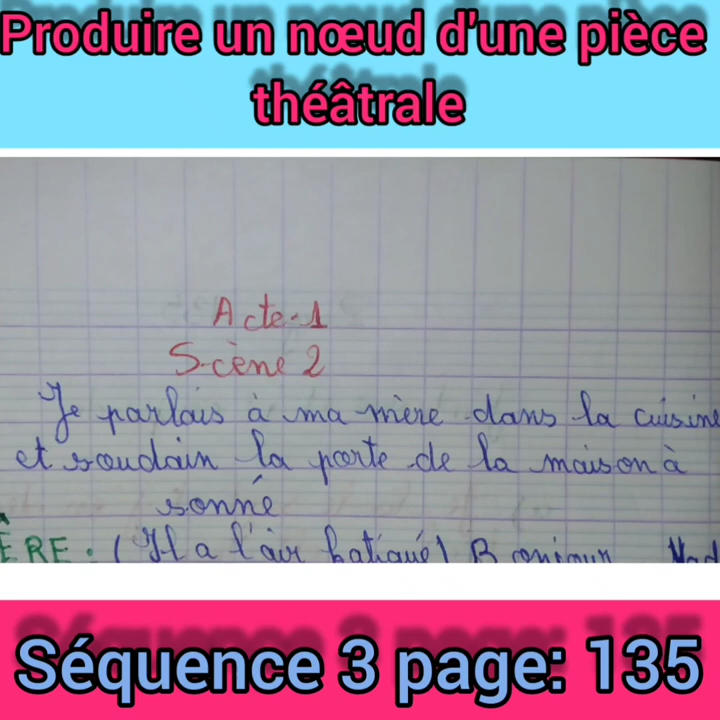 Produire un nœud d'une pièce
théâtrale
Acte-1
Scène 2
Je parlais à ma mère dans la cuisine
et soudain la porte de la maison à
sonné
ÈRE: (Il a l'air fatigué) Bonjour
Séquence 3 page: 135